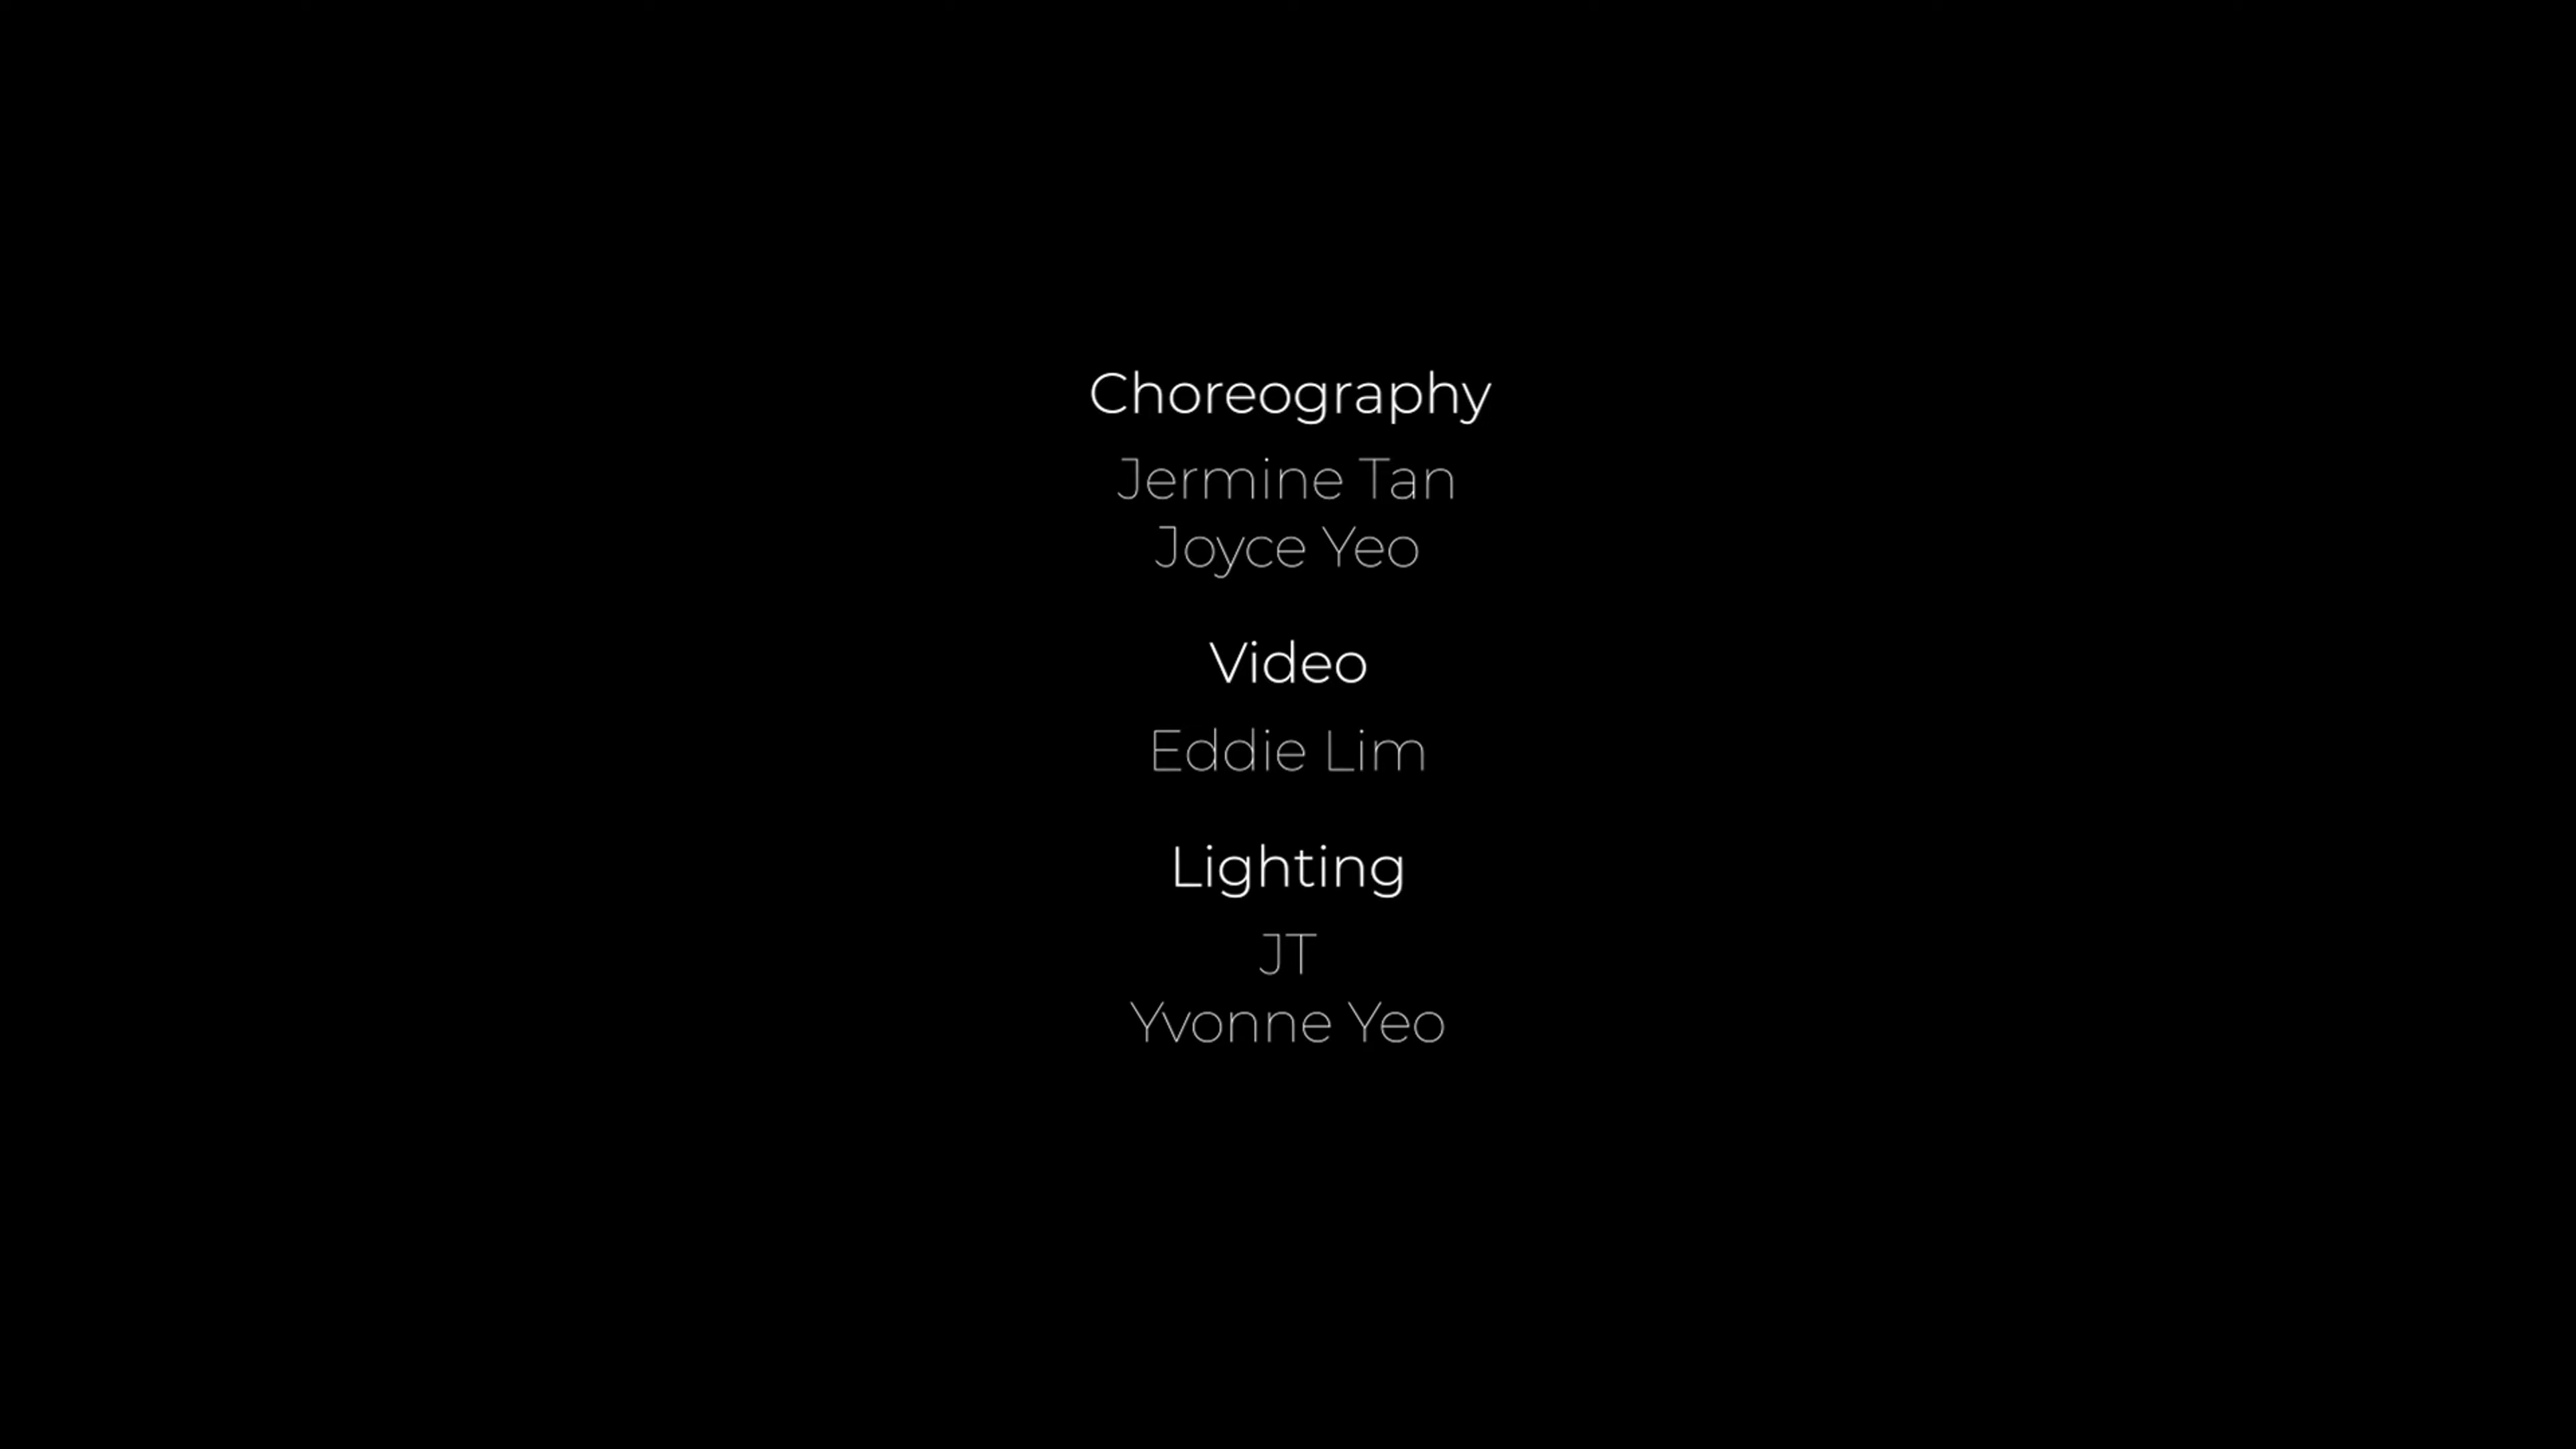 Choreography
Jermine Tan
Joyce Yeo
Video
Eddie Lim
Lighting
JT
Yvonne Yeo